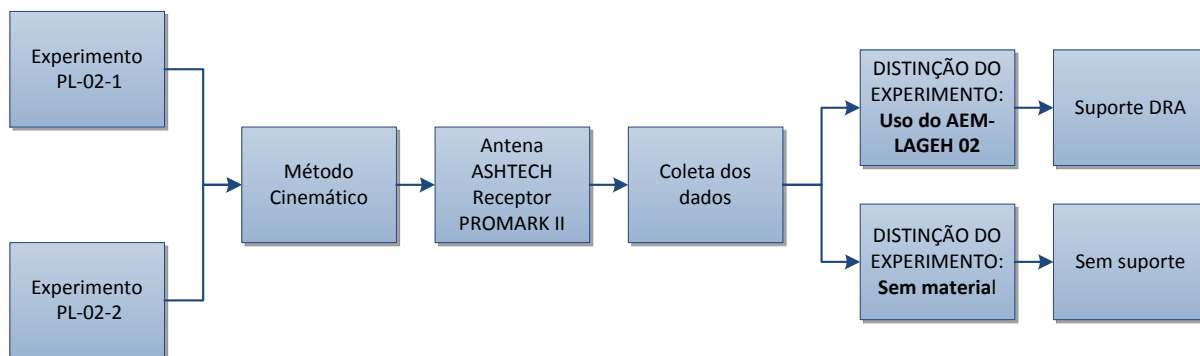 Experimento
PL-02-1
Experimento
PL-02-2
Método
Cinemático
Antena
ASHTECH
Receptor
PROMARK II
Coleta dos
dados
DISTINÇÃO DO
EXPERIMENTO:
Uso do AEM-
LAGEH 02
Suporte DRA
DISTINÇÃO DO
EXPERIMENTO:
Sem material
Sem suporte